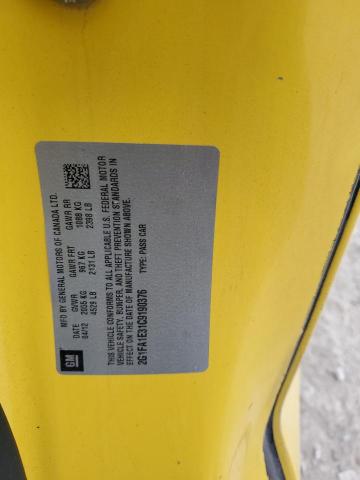 MFD BY GENERAL MOTORS OF CANADA LTD.
04/12 GVWR GAWR FRT GAWR RR
2055 KG 967 KG 1088 KG
4529 LB 2131 LB 2398 LB
THIS VEHICLE CONFORMS TO ALL APPLICABLE U.S. FEDERAL MOTOR
VEHICLE SAFETY, BUMPER, AND THEFT PREVENTION STANDARDS IN
EFFECT ON THE DATE OF MANUFACTURE SHOWN ABOVE.
2G1FA1E31C9190376 TYPE: PASS CAR
GM